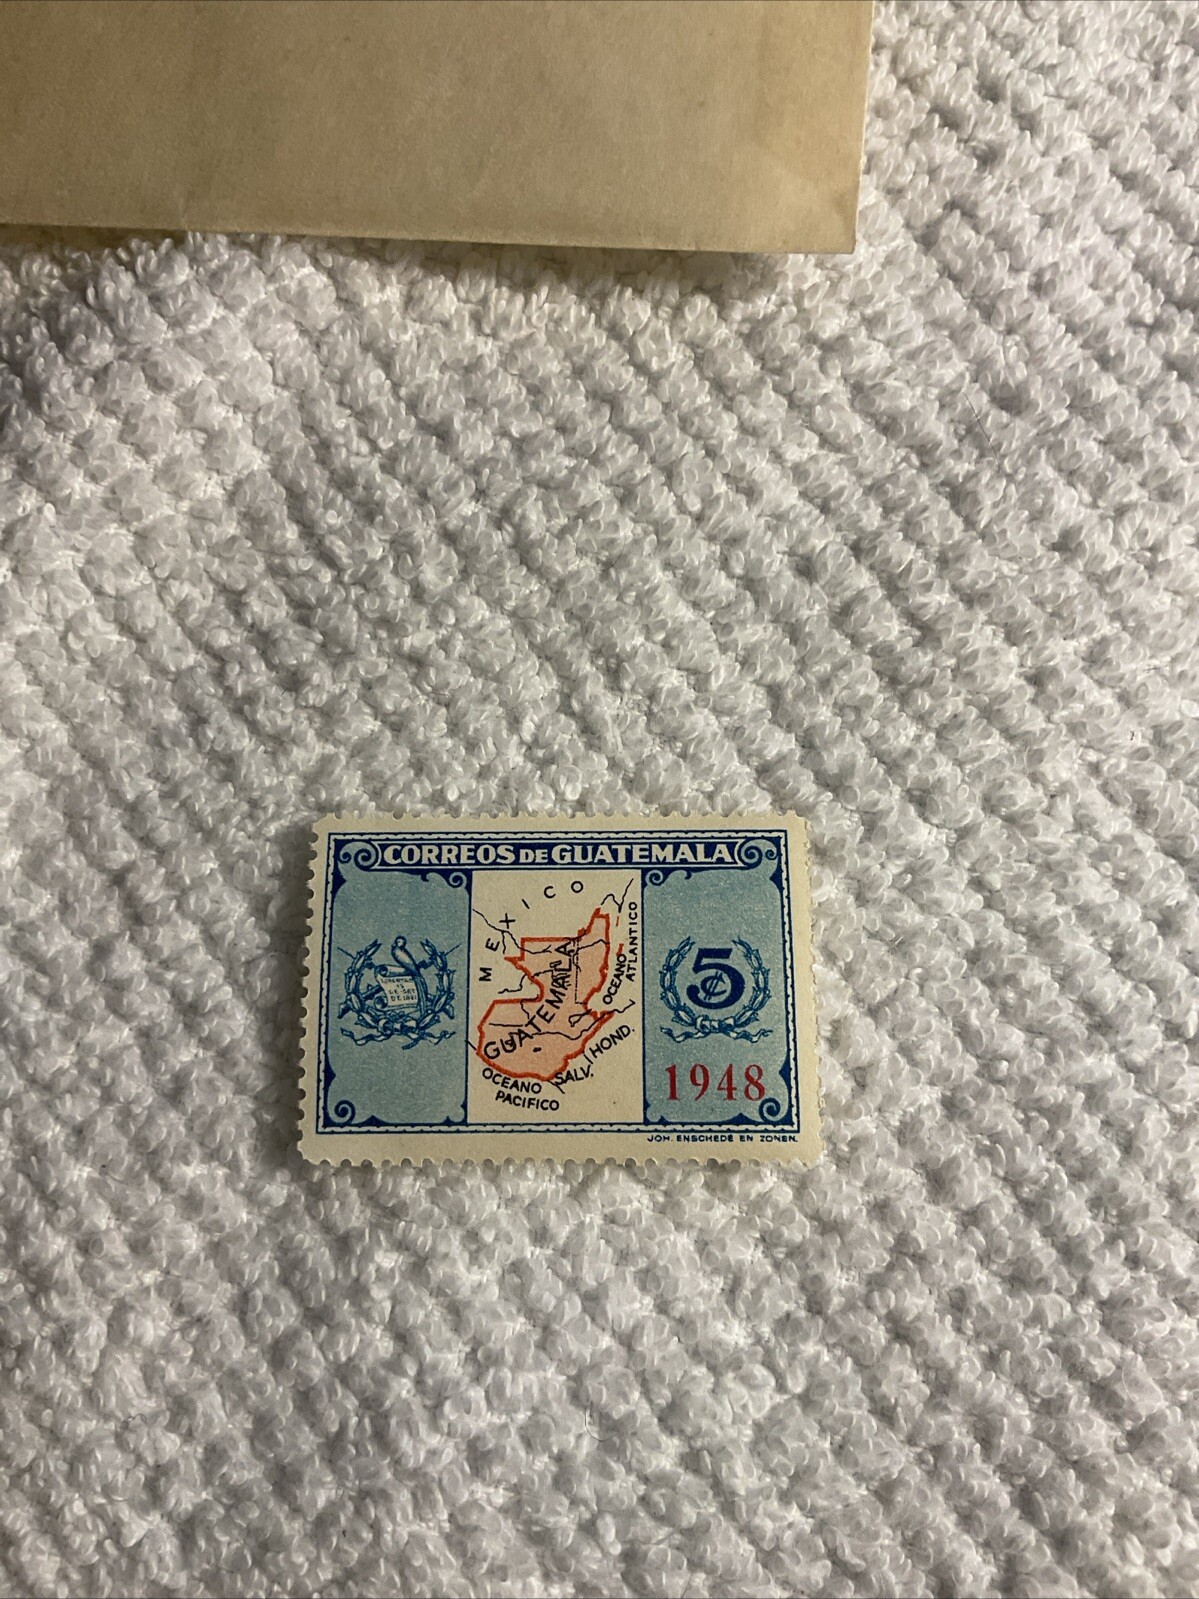 CORREOS DE GUATEMALA
MEXICO
GUATEMALA
OCEANO
ATLANTICO
HOND.
SALV.
OCEANO
PACIFICO
5
¢
1948
JOH. ENSCHEDÉ EN ZONEN.